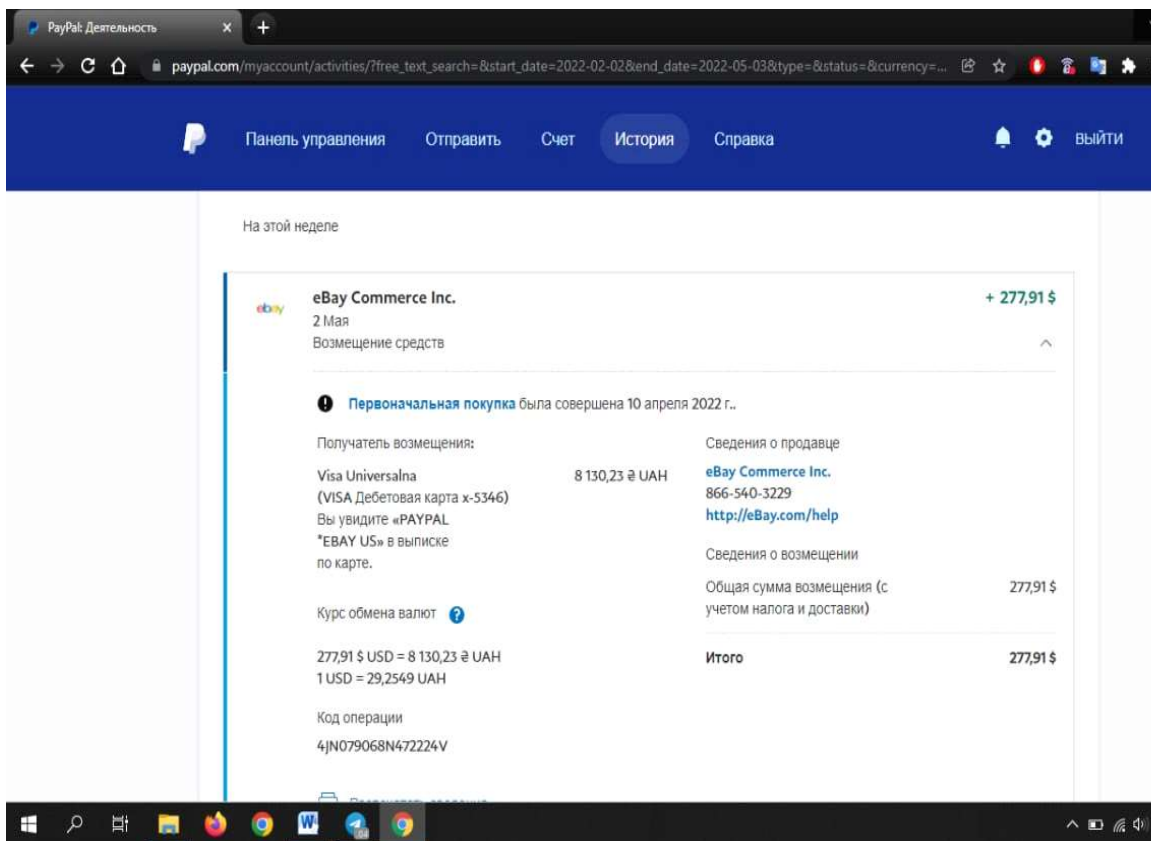 PayPal: Деятельность
paypal.com/myaccount/activities/?free_text_search=&start_date=2022-02-02&end_date=2022-05-03&type=&status=&currency=...
Панель управления Отправить Счет История Справка ВЫЙТИ
На этой неделе
ebay
eBay Commerce Inc. + 277,91 $
2 Мая
Возмещение средств
Первоначальная покупка была совершена 10 апреля 2022 г..
Получатель возмещения: Сведения о продавце
Visa Universalna 8 130,23 ₴ UAH eBay Commerce Inc.
(VISA Дебетовая карта x-5346) 866-540-3229
Вы увидите «PAYPAL http://eBay.com/help
*EBAY US» в выписке
по карте. Сведения о возмещении
Общая сумма возмещения (с 277,91 $
Курс обмена валют учетом налога и доставки)
277,91 $ USD = 8 130,23 ₴ UAH Итого 277,91 $
1 USD = 29,2549 UAH
Код операции
4JN079068N472224V